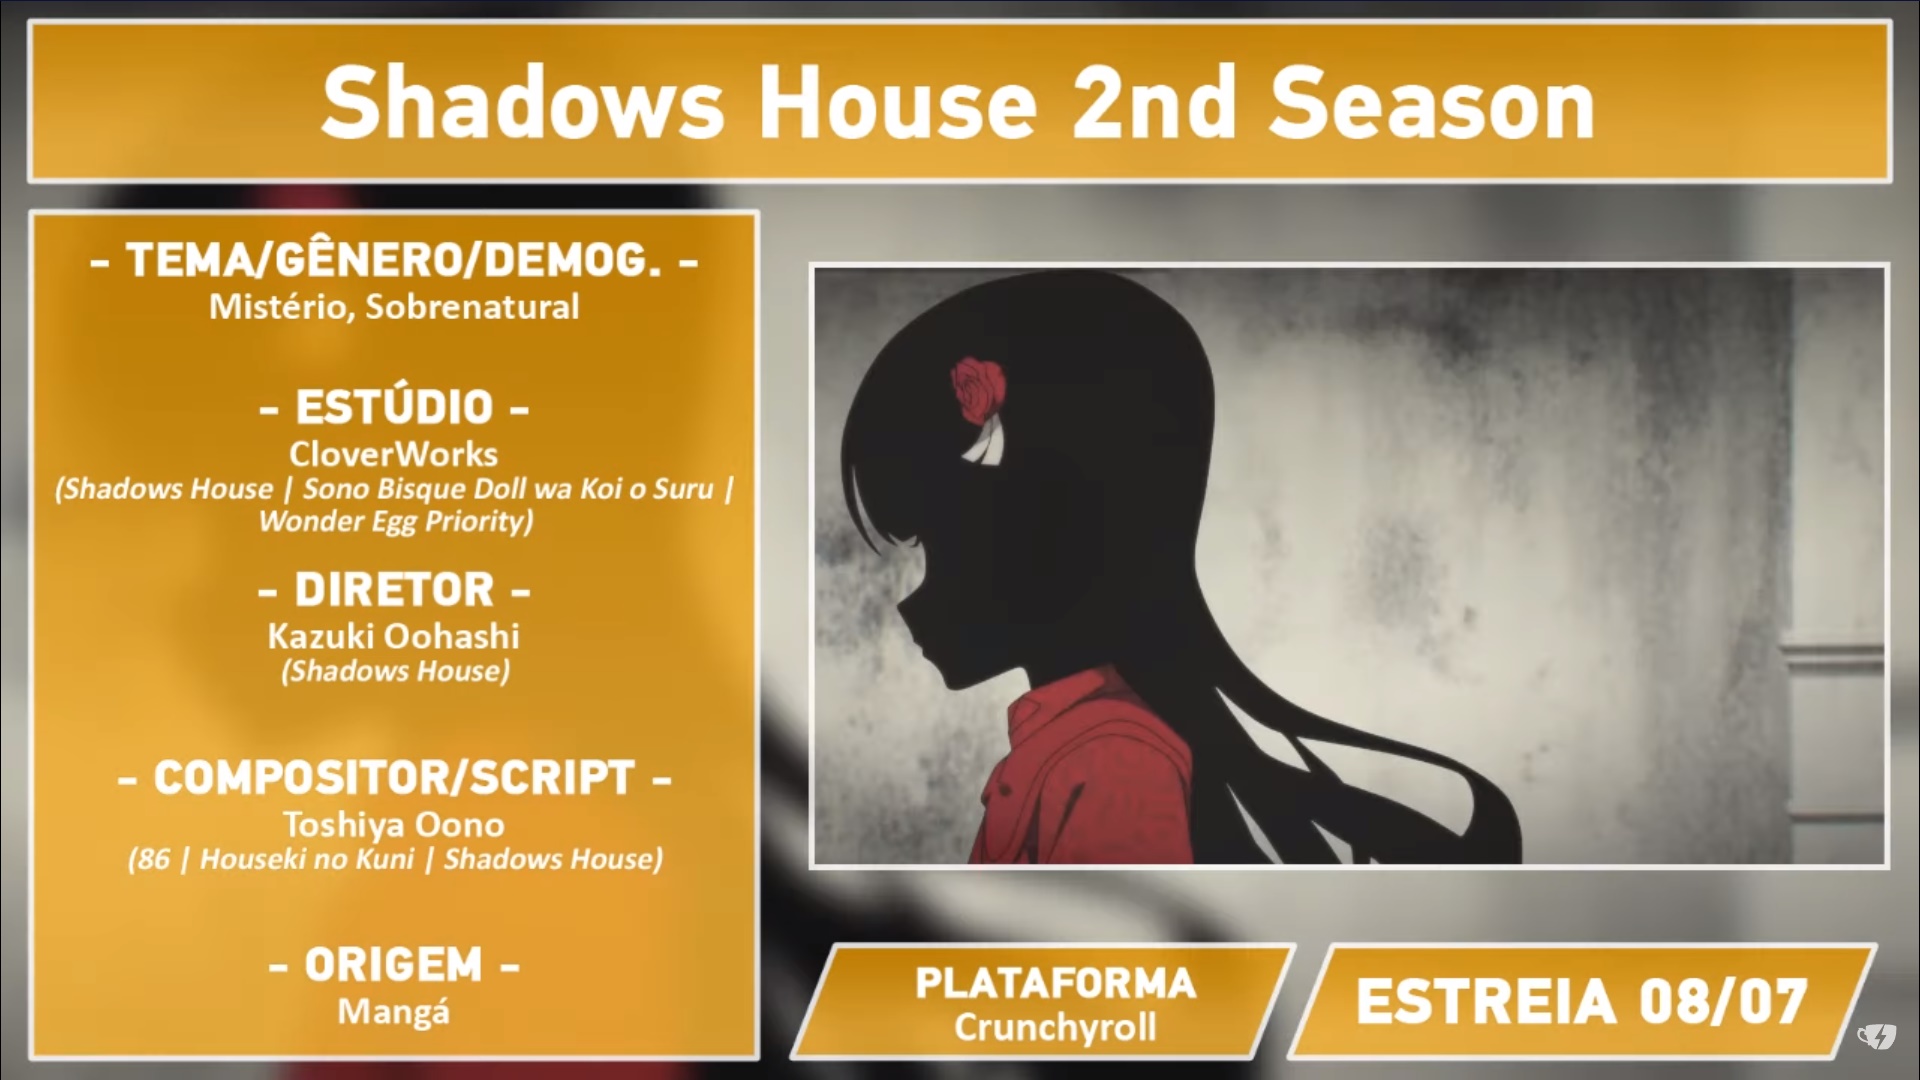 Shadows House 2nd Season
- TEMA/GÊNERO/DEMOG. -
Mistério, Sobrenatural
- ESTÚDIO -
CloverWorks
(Shadows House | Sono Bisque Doll wa Koi o Suru |
Wonder Egg Priority)
- DIRETOR -
Kazuki Oohashi
(Shadows House)
- COMPOSITOR/SCRIPT -
Toshiya Oono
(86 | Houseki no Kuni | Shadows House)
- ORIGEM -
Mangá
PLATAFORMA
Crunchyroll
ESTREIA 08/07